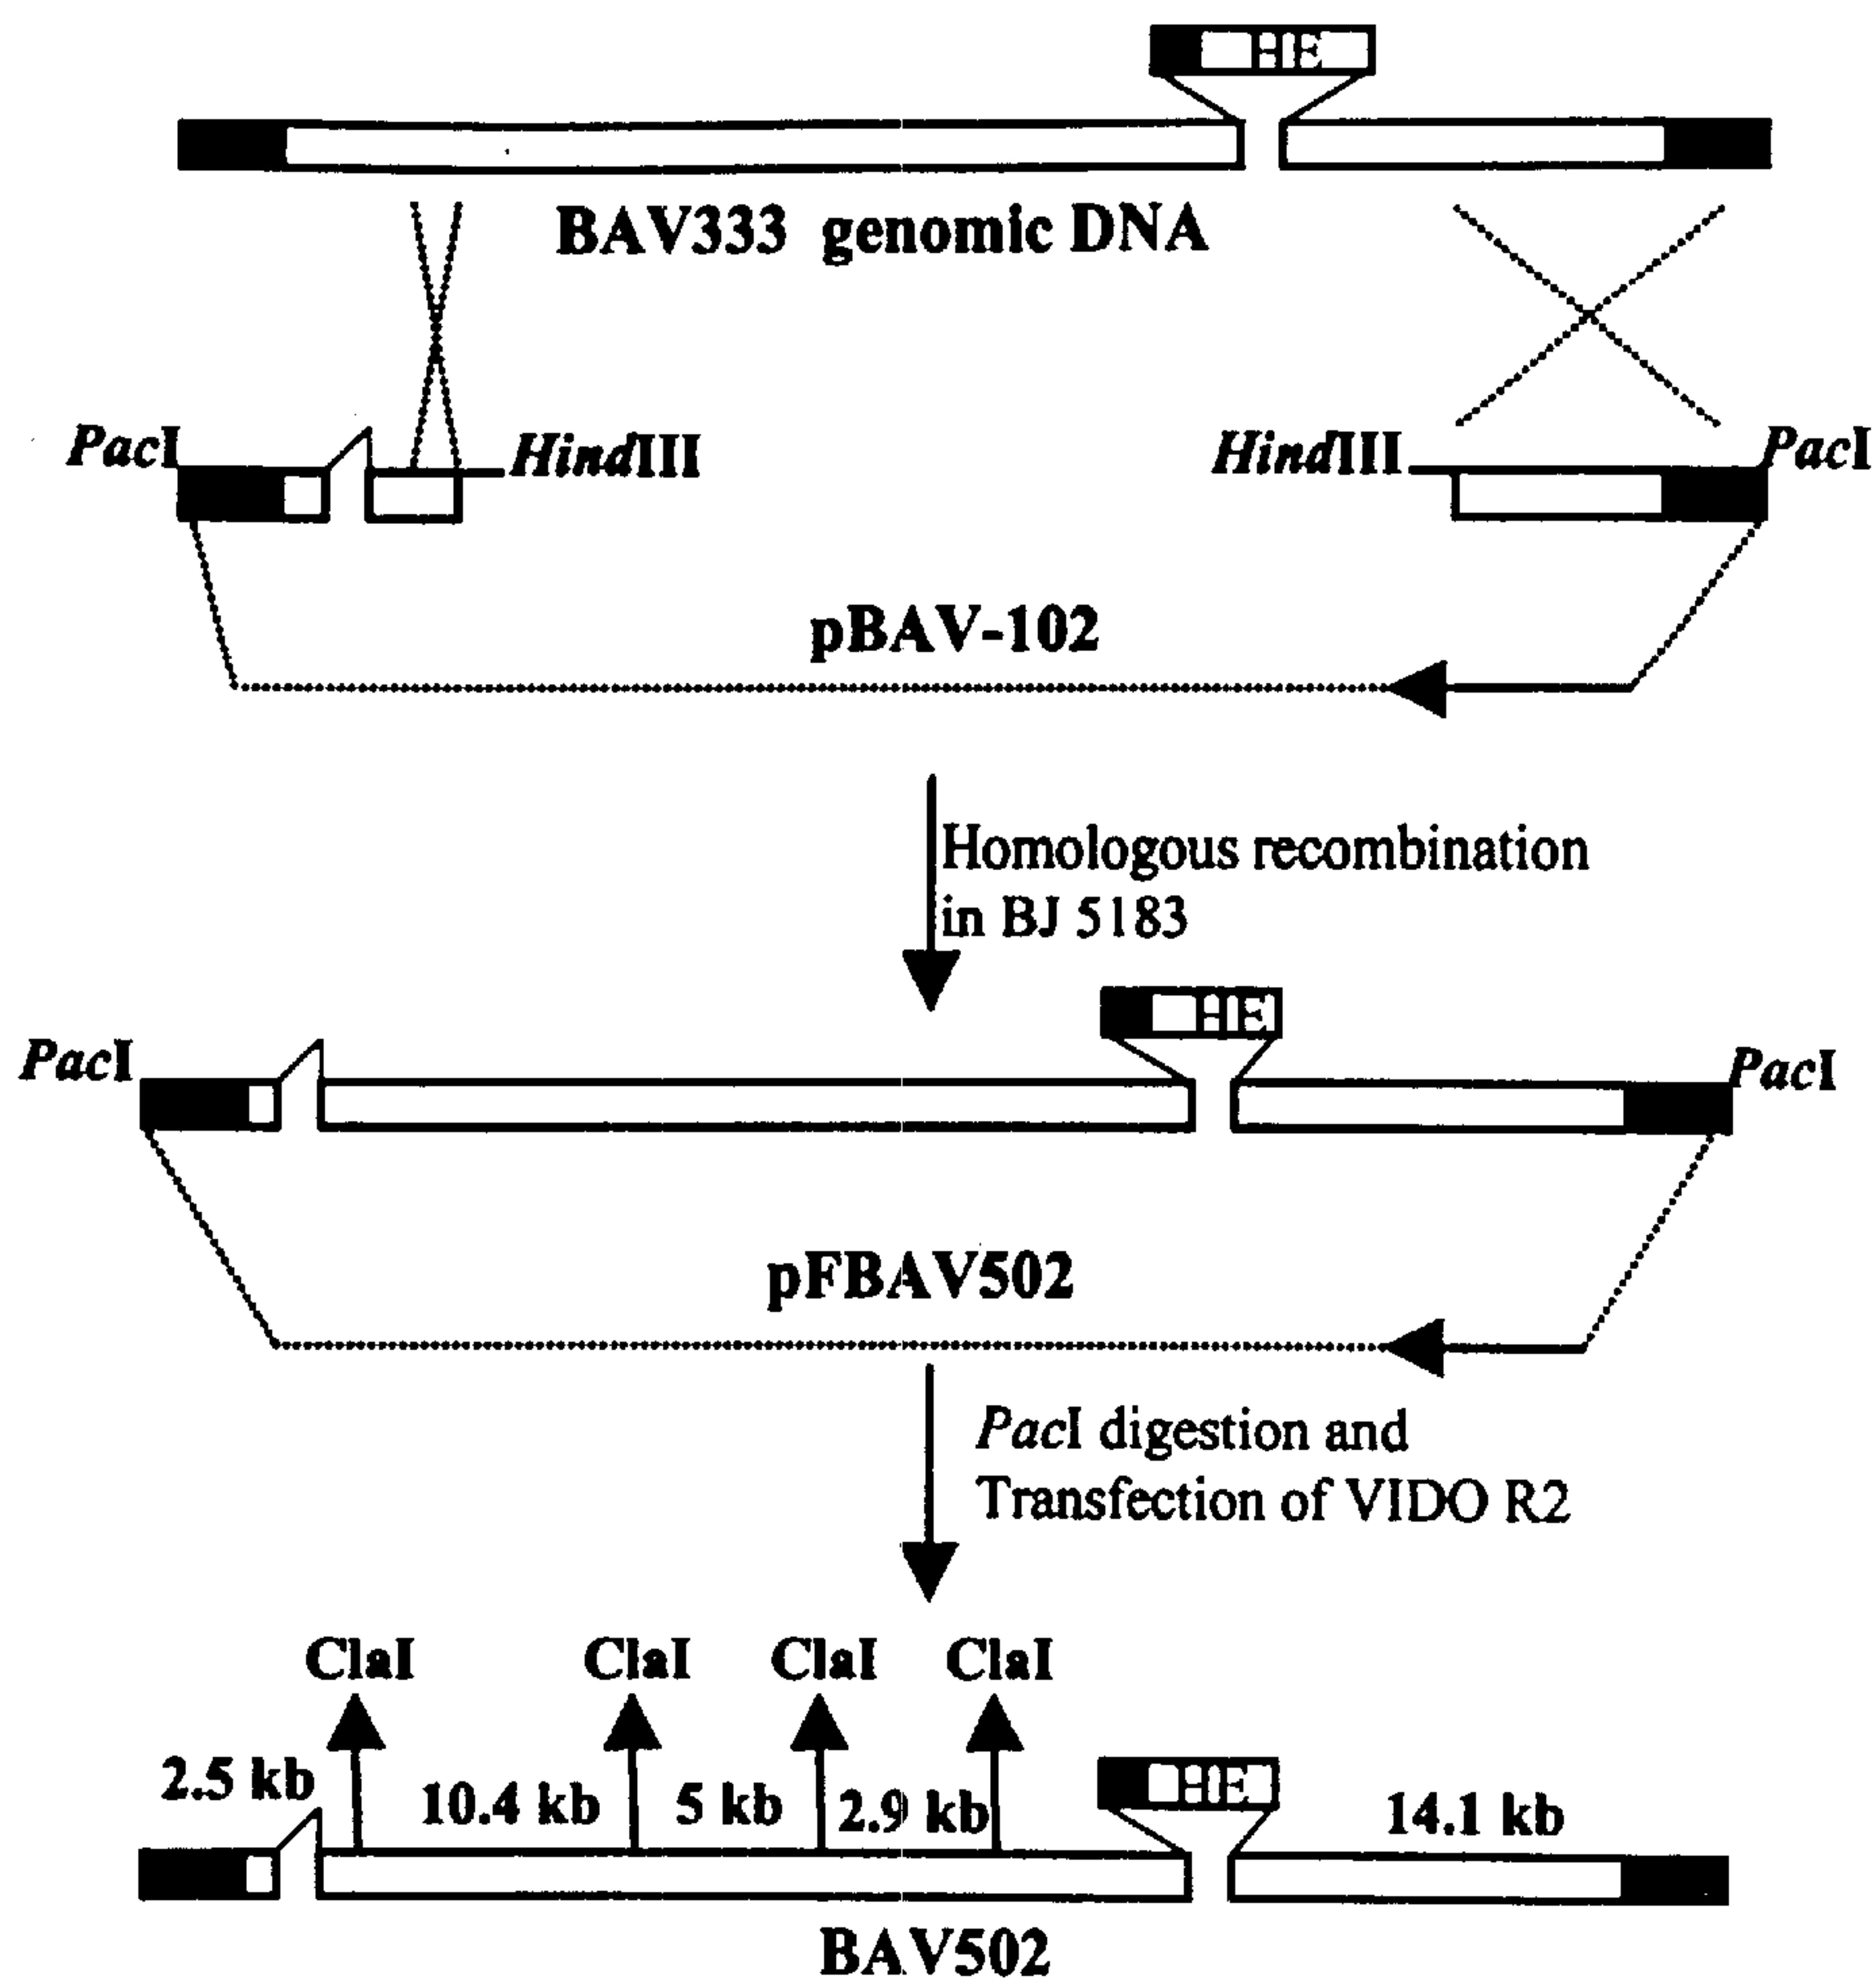 HE
BAV333 genomic DNA
PacI HindIII HindIII PacI
pBAV-102
Homologous recombination
in BJ 5183
HE
PacI PacI
pFBAV502
PacI digestion and
Transfection of VIDO R2
ClaI ClaI ClaI ClaI
2.5 kb 10.4 kb 5 kb 2.9 kb HE 14.1 kb
BAV502